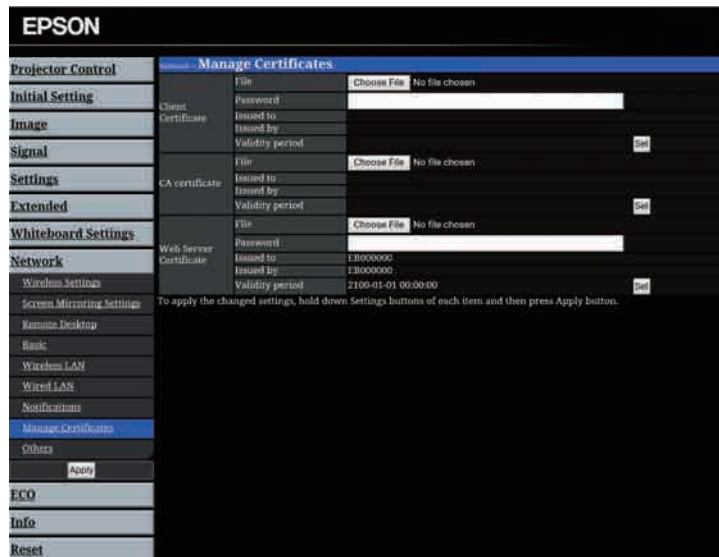 EPSON
Projector Control
Initial Setting
Image
Signal
Settings
Extended
Whiteboard Settings
Network
Wireless Settings
Screen Mirroring Settings
Remote Desktop
Basic
Wireless LAN
Wired LAN
Notifications
Manage Certificates
Others
Apply
ECO
Info
Reset
Network - Manage Certificates
Client Certificate
File Choose File No file chosen
Password
Issued to
Issued by
Validity period Set
CA certificate
File Choose File No file chosen
Issued to
Issued by
Validity period Set
Web Server Certificate
File Choose File No file chosen
Password
Issued to EB000000
Issued by EB000000
Validity period 2100-01-01 00:00:00 Set
To apply the changed settings, hold down Settings buttons of each item and then press Apply button.